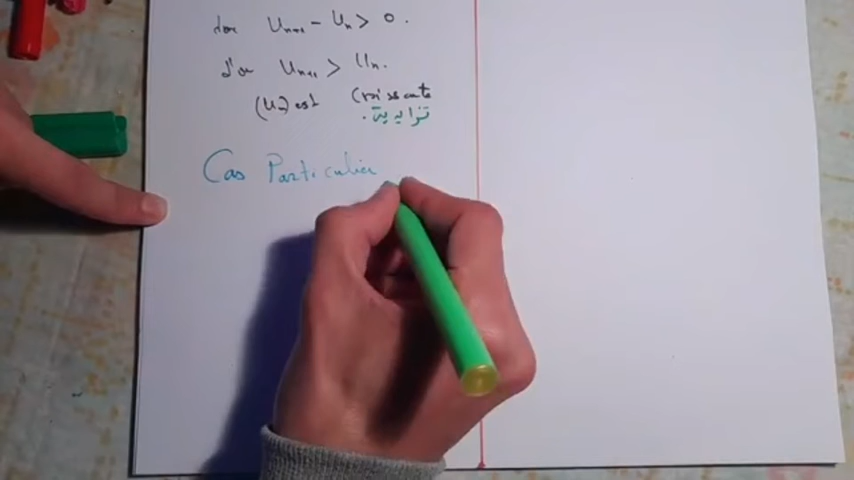 donc Uₙ₊₁ - Uₙ > 0.
d'où Uₙ₊₁ > Uₙ.
(Uₙ) est croissante
تزايدية.
Cas Particulier